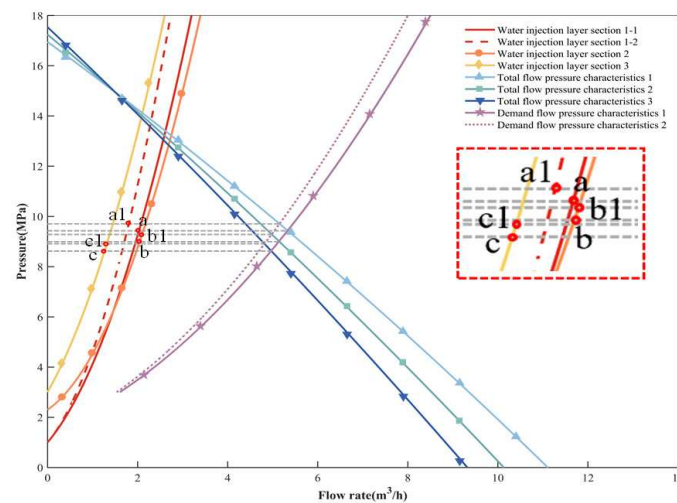 18
16
14
12
10
8
6
4
2
0
Pressure(MPa)
0 2 4 6 8 10 12 14
Flow rate(m³/h)
Water injection layer section 1-1
Water injection layer section 1-2
Water injection layer section 2
Water injection layer section 3
Total flow pressure characteristics 1
Total flow pressure characteristics 2
Total flow pressure characteristics 3
Demand flow pressure characteristics 1
Demand flow pressure characteristics 2
a1
a
c1
b1
c
b
a1
a
b1
c1
b
c